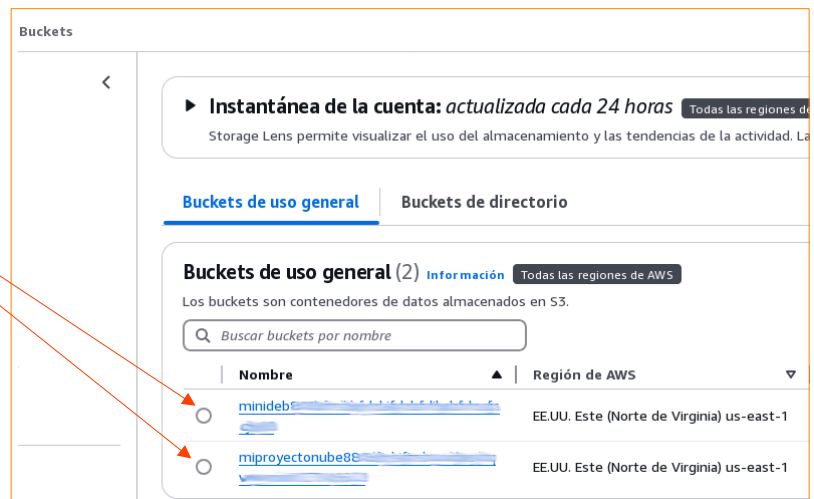 Buckets
Instantánea de la cuenta: actualizada cada 24 horas Todas las regiones de
Storage Lens permite visualizar el uso del almacenamiento y las tendencias de la actividad. La
Buckets de uso general Buckets de directorio
Buckets de uso general (2) Información Todas las regiones de AWS
Los buckets son contenedores de datos almacenados en S3.
Buscar buckets por nombre
Nombre Región de AWS
EE.UU. Este (Norte de Virginia) us-east-1
miproyectonube88 EE.UU. Este (Norte de Virginia) us-east-1